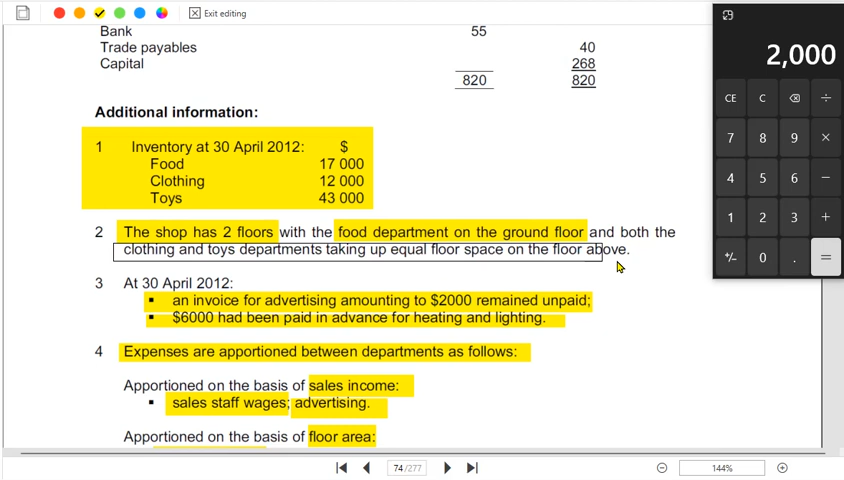 Exit editing
Bank 55
Trade payables 40
Capital 268
820 820
Additional information:
1 Inventory at 30 April 2012: $
Food 17 000
Clothing 12 000
Toys 43 000
2 The shop has 2 floors with the food department on the ground floor and both the
clothing and toys departments taking up equal floor space on the floor above.
3 At 30 April 2012:
▪ an invoice for advertising amounting to $2000 remained unpaid;
▪ $6000 had been paid in advance for heating and lighting.
4 Expenses are apportioned between departments as follows:
Apportioned on the basis of sales income:
▪ sales staff wages; advertising.
Apportioned on the basis of floor area:
74 /277
144%
2,000
CE C ⌫ ÷
7 8 9 ×
4 5 6 −
1 2 3 +
+/- 0 . =